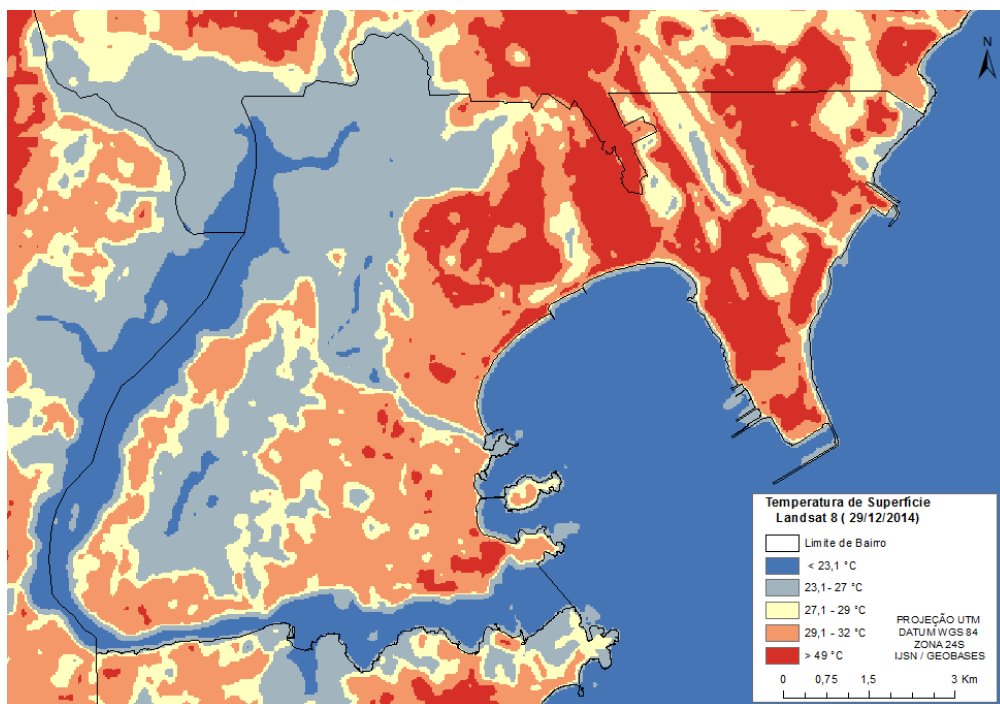 N
Temperatura de Superfície
Landsat 8 ( 29/12/2014)
Limite de Bairro
< 23,1 °C
23,1- 27 °C
27,1 - 29 °C
29,1 - 32 °C
> 49 °C
PROJEÇÃO UTM
DATUM WGS 84
ZONA 24S
IJSN / GEOBASES
0 0,75 1,5 3 Km